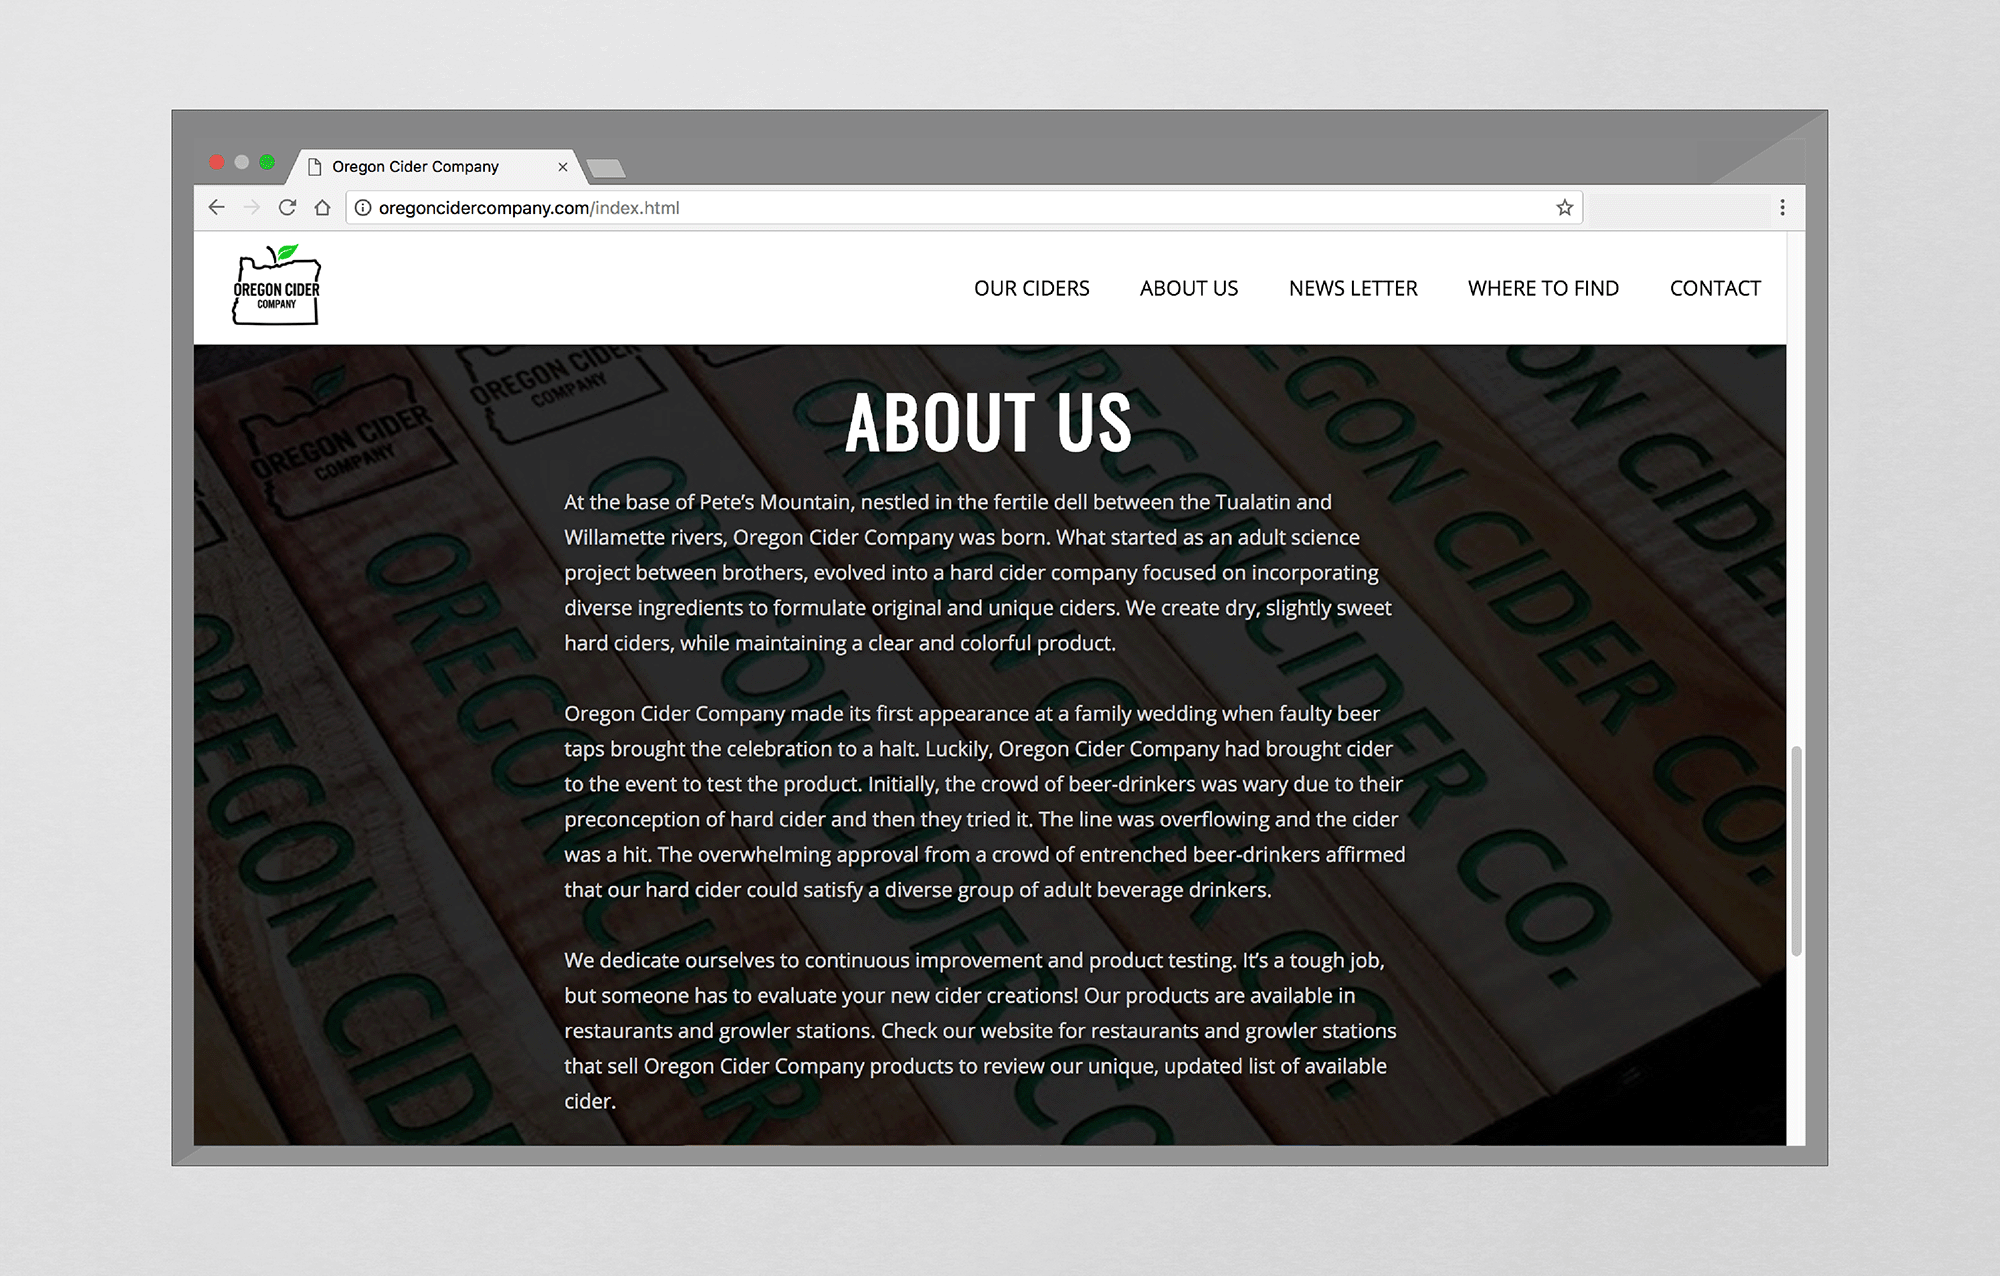 Oregon Cider Company
oregoncidercompany.com/index.html
OREGON CIDER
COMPANY
OUR CIDERS
ABOUT US
NEWS LETTER
WHERE TO FIND
CONTACT
OREGON CIDER
COMPANY
OREGON CIDER
COMPANY
OREGON CIDER CO.
OREGON CIDER CO.
OREGON CIDER CO.
ABOUT US
At the base of Pete’s Mountain, nestled in the fertile dell between the Tualatin and
Willamette rivers, Oregon Cider Company was born. What started as an adult science
project between brothers, evolved into a hard cider company focused on incorporating
diverse ingredients to formulate original and unique ciders. We create dry, slightly sweet
hard ciders, while maintaining a clear and colorful product.
Oregon Cider Company made its first appearance at a family wedding when faulty beer
taps brought the celebration to a halt. Luckily, Oregon Cider Company had brought cider
to the event to test the product. Initially, the crowd of beer-drinkers was wary due to their
preconception of hard cider and then they tried it. The line was overflowing and the cider
was a hit. The overwhelming approval from a crowd of entrenched beer-drinkers affirmed
that our hard cider could satisfy a diverse group of adult beverage drinkers.
We dedicate ourselves to continuous improvement and product testing. It’s a tough job,
but someone has to evaluate your new cider creations! Our products are available in
restaurants and growler stations. Check our website for restaurants and growler stations
that sell Oregon Cider Company products to review our unique, updated list of available
cider.